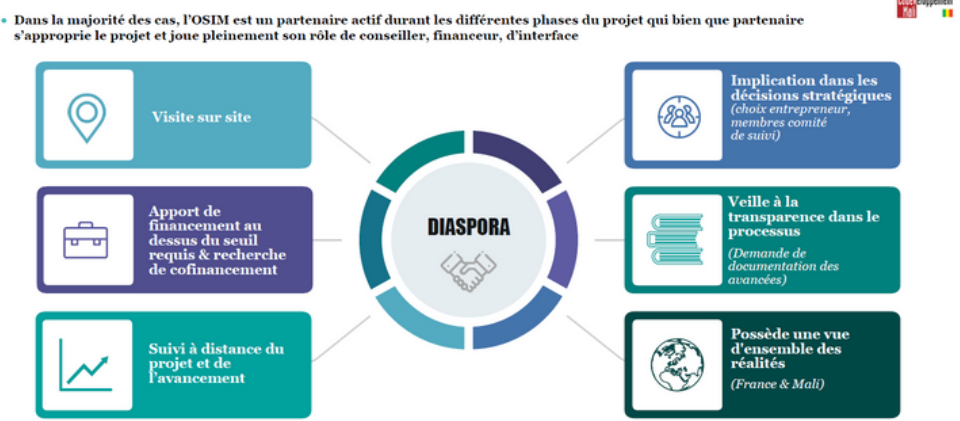 • Dans la majorité des cas, l'OSIM est un partenaire actif durant les différentes phases du projet qui bien que partenaire
s'approprie le projet et joue pleinement son rôle de conseiller, financeur, d'interface
Mali
Visite sur site
Apport de
financement au
dessus du seuil
requis & recherche
de cofinancement
Suivi à distance du
projet et de
l'avancement
DIASPORA
Implication dans les
décisions stratégiques
(choix entrepreneur,
membres comité
de suivi)
Veille à la
transparence dans le
processus
(Demande de
documentation des
avancées)
Possède une vue
d'ensemble des
réalités
(France & Mali)